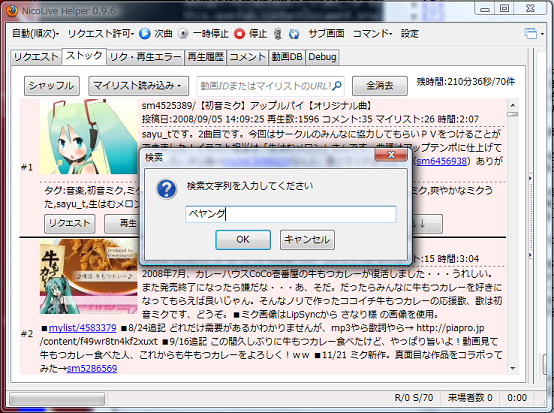 NicoLive Helper 0.9.6
自動(順次) リクエスト許可 次曲 一時停止 停止 サブ画面 コマンド 設定
リクエスト ストック リク・再生エラー 再生履歴 コメント 動画DB Debug
シャッフル マイリスト読み込み 動画IDまたはマイリストのURL 全消去 残時間:210分36秒/70件
sm4525389/【初音ミク】アップルパイ【オリジナル曲】
投稿日:2008/09/05 14:09:25 再生数:1596 コメント:35 マイリスト:26 時間:2:07
sayu_tです。2曲目です。今回はサークルのみんなに協力してもらいＰＶをつけることが
#1
(sm6456938) ありが
検索
検索文字列を入力してください
ペヤング
OK キャンセル
タグ:音楽,初音ミク,ミク
ク,爽やかなミクう
た,sayu_t,生はむメロン
リクエスト 再生
:15 時間:3:04
2008年7月、カレーハウスCoCo壱番屋の牛もつカレーが復活しました・・・うれしい。
また発売終了になったら嫌だな・・・あ、そだ。だったらみんなに牛もつカレーを好きに
なってもらえば良いじゃん。そんなノリで作ったココイチ牛もつカレーの応援歌、歌は初
音ミクです、どうぞ。■ミク画像はLipSyncから さなり様 の画像を使用。
#2
■mylist/4583379 ■8/24追記 どれだけ需要があるかわかりませんが、mp3やら歌詞やら→ http://piapro.jp
/content/f49wr8tn4kf2xuxt ■9/16追記 この間久しぶりに牛もつカレー食べたけど、やっぱり旨いよ！動画見て
牛もつカレー食べた人、これからも牛もつカレーをよろしく！ｗｗ ■11/21 ミク新作。真面目な作品をコラボってみ
た→sm5286569
R/0 S/70 来場者数 0 0:00